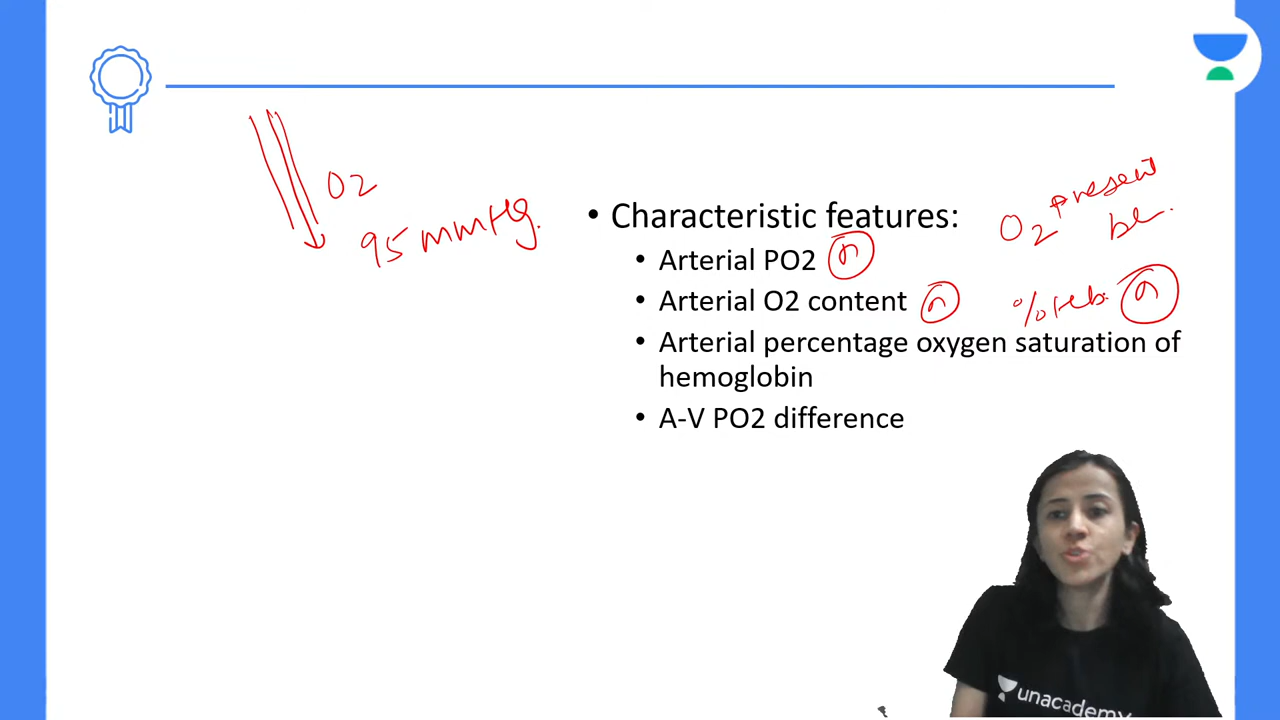 O2
95 mmHg.
• Characteristic features:
O2 present
bl.
• Arterial PO2 n
• Arterial O2 content n
% Hb. n
• Arterial percentage oxygen saturation of
hemoglobin
• A-V PO2 difference
unacademy